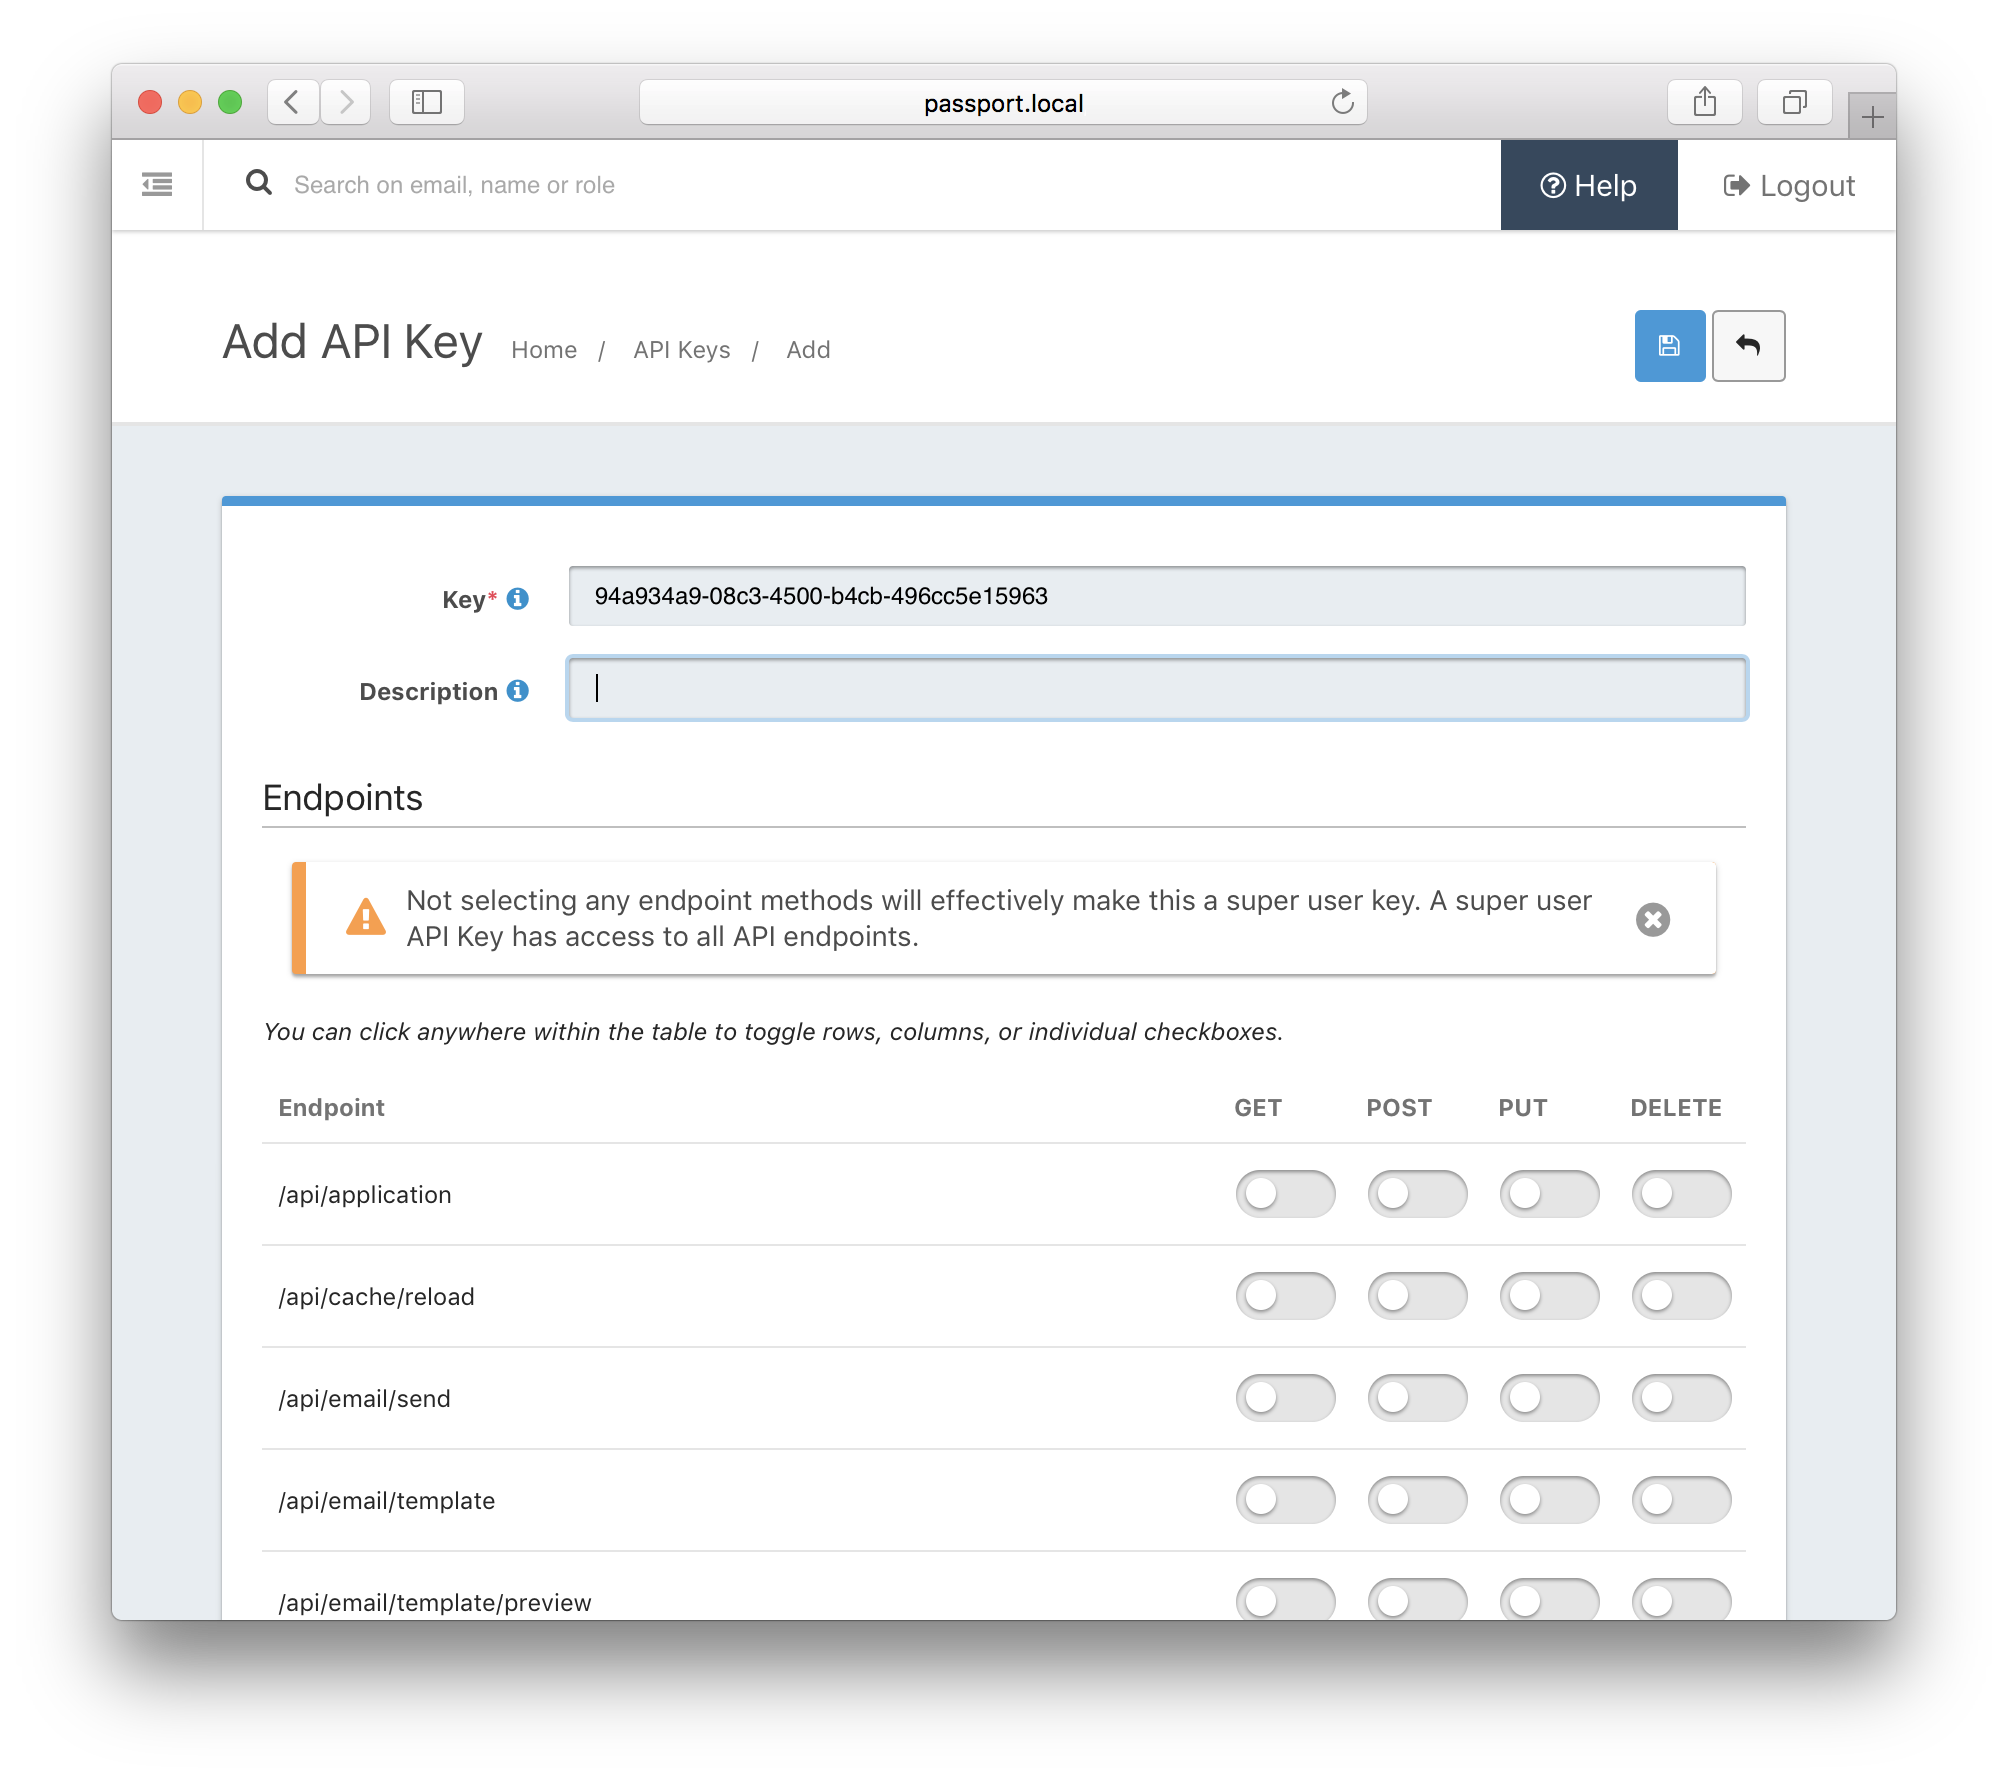 passport.local
Search on email, name or role
Help
Logout
Add API Key
Home / API Keys / Add
Key*
94a934a9-08c3-4500-b4cb-496cc5e15963
Description
Endpoints
Not selecting any endpoint methods will effectively make this a super user key. A super user
API Key has access to all API endpoints.
You can click anywhere within the table to toggle rows, columns, or individual checkboxes.
Endpoint GET POST PUT DELETE
/api/application
/api/cache/reload
/api/email/send
/api/email/template
/api/email/template/preview